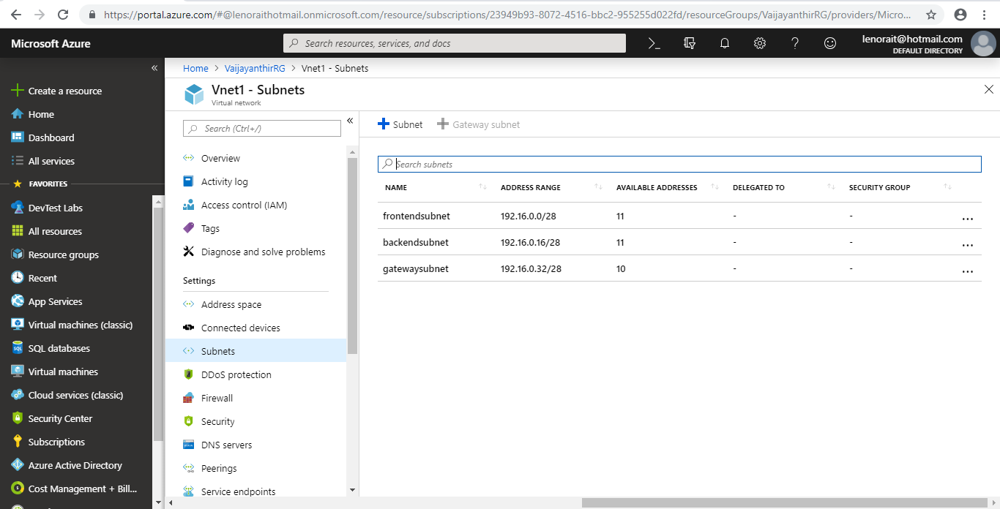 https://portal.azure.com/#@lenoraithotmail.onmicrosoft.com/resource/subscriptions/23949b93-8072-4516-bbc2-955255d022fd/resourceGroups/VaijayanthirRG/providers/Micro...
Microsoft Azure
Search resources, services, and docs
lenorait@hotmail.com
DEFAULT DIRECTORY
Create a resource
Home
Dashboard
All services
FAVORITES
DevTest Labs
All resources
Resource groups
Recent
App Services
Virtual machines (classic)
SQL databases
Virtual machines
Cloud services (classic)
Security Center
Subscriptions
Azure Active Directory
Cost Management + Bill...
Home > VaijayanthirRG > Vnet1 - Subnets
Vnet1 - Subnets
Virtual network
Search (Ctrl+/)
Overview
Activity log
Access control (IAM)
Tags
Diagnose and solve problems
Settings
Address space
Connected devices
Subnets
DDoS protection
Firewall
Security
DNS servers
Peerings
Service endpoints
Subnet Gateway subnet
Search subnets
NAME ADDRESS RANGE AVAILABLE ADDRESSES DELEGATED TO SECURITY GROUP
frontendsubnet 192.16.0.0/28 11 - - ...
backendsubnet 192.16.0.16/28 11 - - ...
gatewaysubnet 192.16.0.32/28 10 - - ...